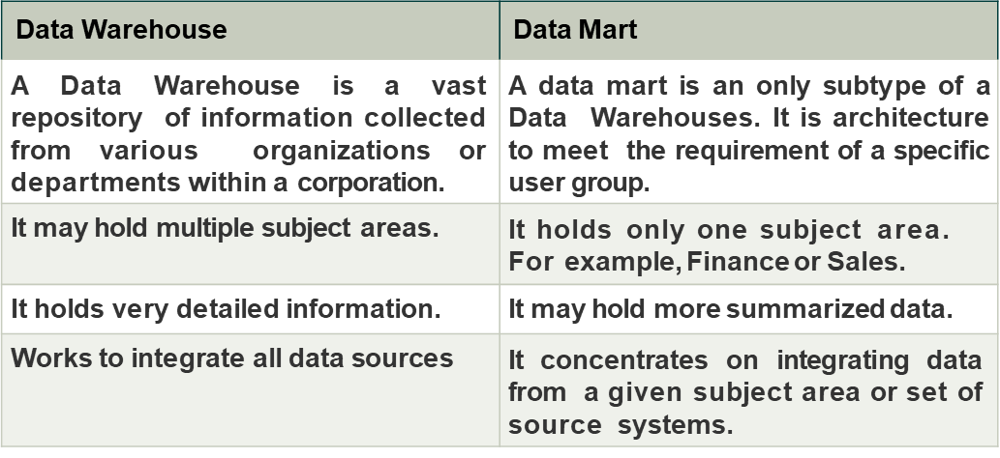 Data Warehouse
Data Mart
A Data Warehouse is a vast
repository of information collected
from various organizations or
departments within a corporation.
A data mart is an only subtype of a
Data Warehouses. It is architecture
to meet the requirement of a specific
user group.
It may hold multiple subject areas.
It holds only one subject area.
For example, Finance or Sales.
It holds very detailed information.
It may hold more summarized data.
Works to integrate all data sources
It concentrates on integrating data
from a given subject area or set of
source systems.